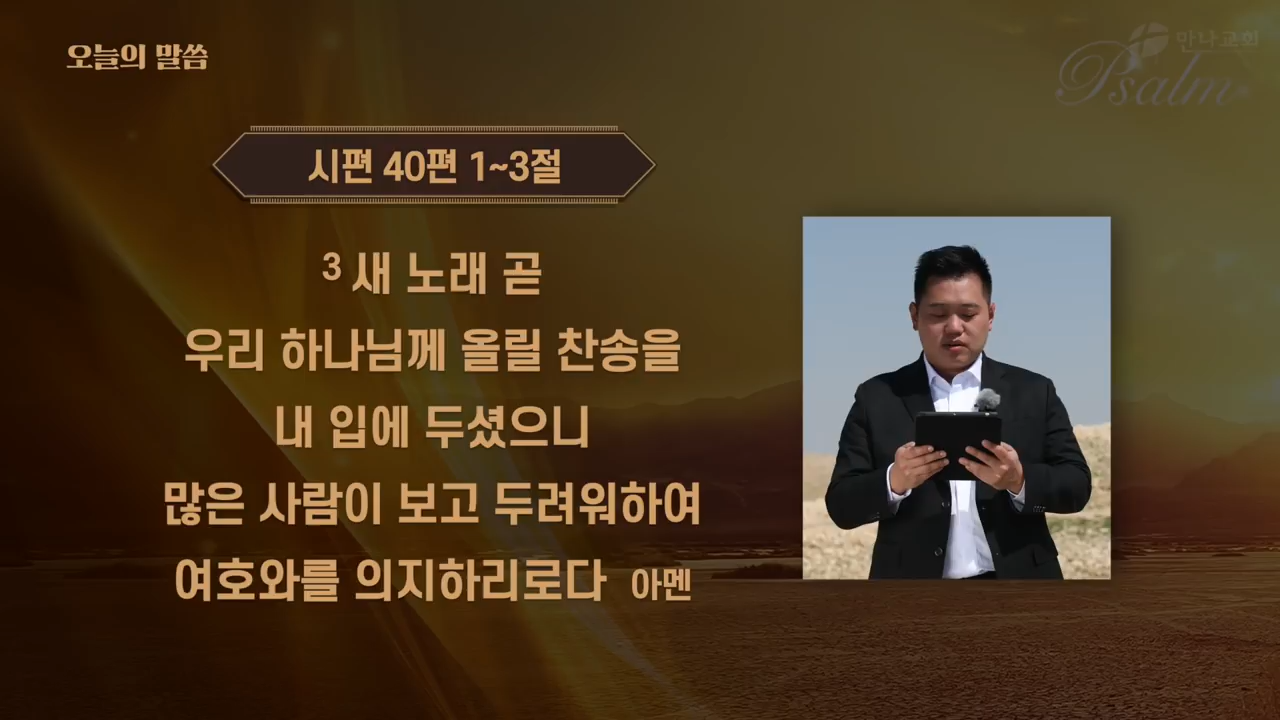 오늘의 말씀
만나교회
Psalm
시편 40편 1~3절
3 새 노래 곧
우리 하나님께 올릴 찬송을
내 입에 두셨으니
많은 사람이 보고 두려워하여
여호와를 의지하리로다 아멘